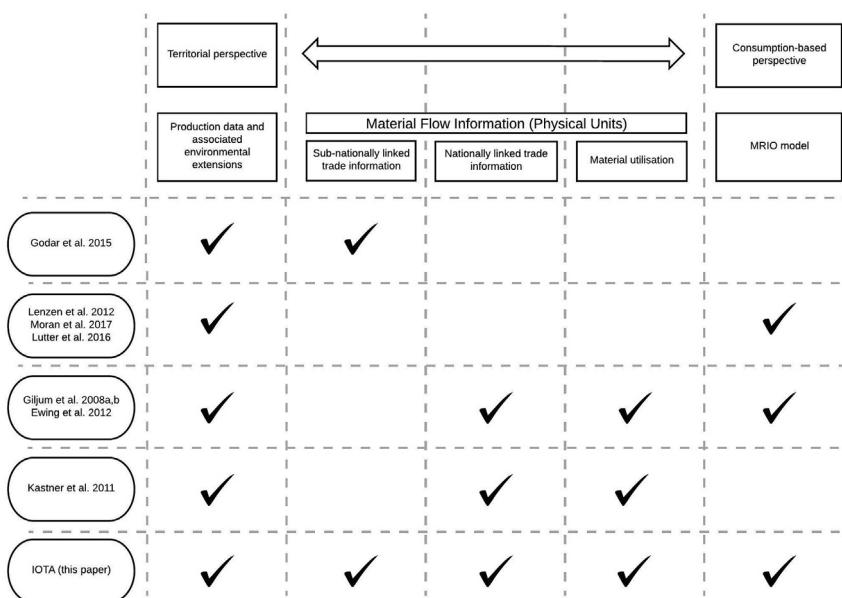 Territorial perspective
Consumption-based
perspective
Production data and
associated
environmental
extensions
Material Flow Information (Physical Units)
Sub-nationally linked
trade information
Nationally linked trade
information
Material utilisation
MRIO model
Godar et al. 2015
Lenzen et al. 2012
Moran et al. 2017
Lutter et al. 2016
Giljum et al. 2008a,b
Ewing et al. 2012
Kastner et al. 2011
IOTA (this paper)